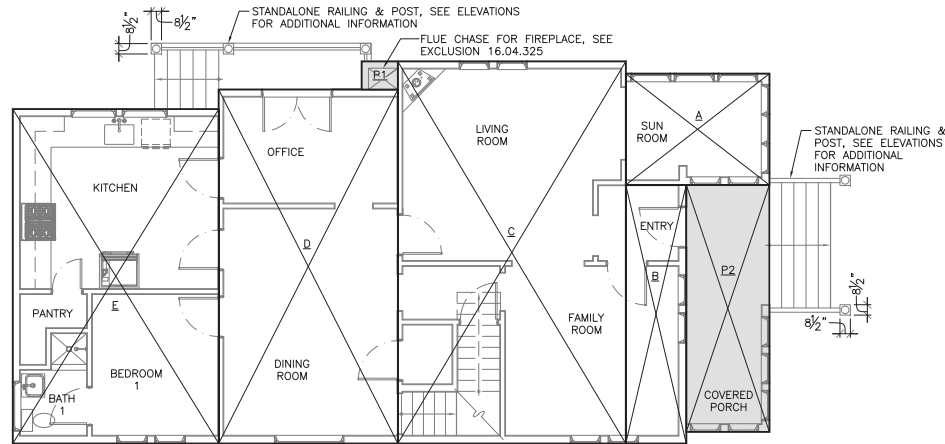 STANDALONE RAILING & POST, SEE ELEVATIONS
FOR ADDITIONAL INFORMATION
8½"
8½"
FLUE CHASE FOR FIREPLACE, SEE
EXCLUSION 16.04.325
P1
A
LIVING
ROOM
SUN
ROOM
STANDALONE RAILING &
POST, SEE ELEVATIONS
FOR ADDITIONAL
INFORMATION
OFFICE
KITCHEN
ENTRY
D
C
B
P2
E
PANTRY
8½"
8½"
FAMILY
ROOM
BEDROOM
1
DINING
ROOM
BATH
1
COVERED
PORCH